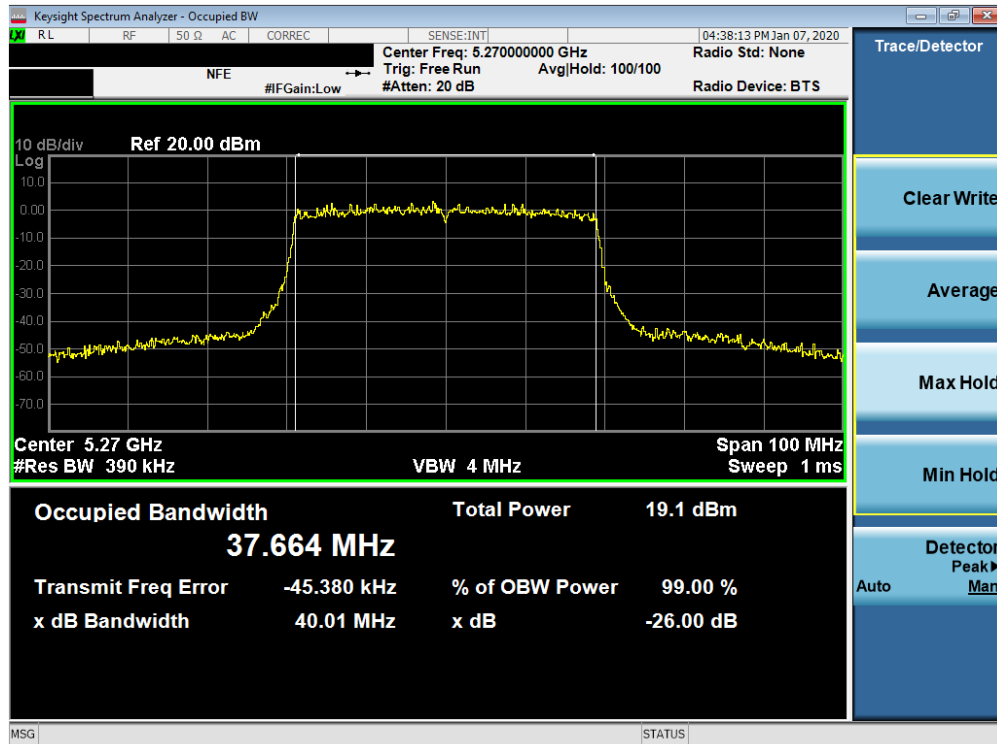 Keysight Spectrum Analyzer - Occupied BW
LXI RL RF 50 Ω AC CORREC SENSE:INT 04:38:13 PM Jan 07, 2020
Center Freq: 5.270000000 GHz Radio Std: None
NFE Trig: Free Run Avg|Hold: 100/100
#IFGain:Low #Atten: 20 dB Radio Device: BTS
Trace/Detector
10 dB/div Ref 20.00 dBm
Log
10.0
0.00
-10.0
-20.0
-30.0
-40.0
-50.0
-60.0
-70.0
Center 5.27 GHz Span 100 MHz
#Res BW 390 kHz VBW 4 MHz Sweep 1 ms
Occupied Bandwidth Total Power 19.1 dBm
37.664 MHz
Transmit Freq Error -45.380 kHz % of OBW Power 99.00 %
x dB Bandwidth 40.01 MHz x dB -26.00 dB
Clear Write
Average
Max Hold
Min Hold
Detector
Peak▶
Auto Man
MSG STATUS